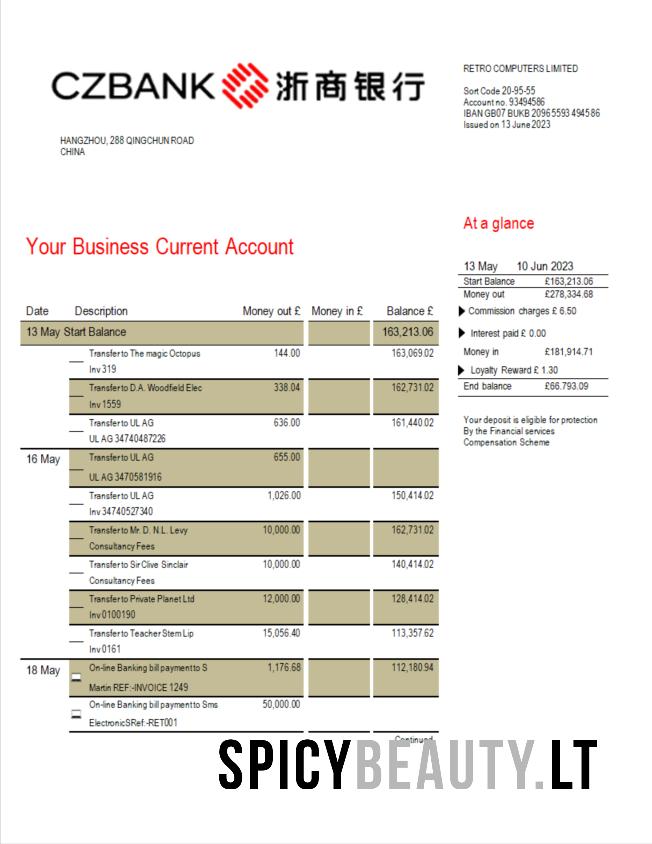 CZBANK 浙商银行
HANGZHOU, 288 QINGCHUN ROAD
CHINA
RETRO COMPUTERS LIMITED
Sort Code 20-95-55
Account no. 93494586
IBAN GB07 BUKB 2096 5593 4945 86
Issued on 13 June 2023
At a glance
13 May 10 Jun 2023
Start Balance £163,213.06
Money out £278,334.68
Commission charges £ 6.50
Interest paid £ 0.00
Money in £181,914.71
Loyalty Reward £ 1.30
End balance £66.793.09
Your deposit is eligible for protection
By the Financial services
Compensation Scheme
Your Business Current Account
Date Description Money out £ Money in £ Balance £
13 May Start Balance 163,213.06
Transfer to The magic Octopus 144.00 163,069.02
Inv 319
Transfer to D.A. Woodfield Elec 338.04 162,731.02
Inv 1559
Transfer to UL AG 636.00 161,440.02
UL AG 34740487226
16 May Transfer to UL AG 655.00
UL AG 3470581916
Transfer to UL AG 1,026.00 150,414.02
Inv 34740527340
Transfer to Mr. D. N.L. Levy 10,000.00 162,731.02
Consultancy Fees
Transfer to Sir Clive Sinclair 10,000.00 140,414.02
Consultancy Fees
Transfer to Private Planet Ltd 12,000.00 128,414.02
Inv 0100190
Transfer to Teacher Stem Lip 15,056.40 113,357.62
Inv 0161
18 May On-line Banking bill payment to S 1,176.68 112,180.94
Martin REF:-INVOICE 1249
On-line Banking bill payment to Sms 50,000.00
ElectronicSRef:-RET001
Continued
SPICYBEAUTY.LT